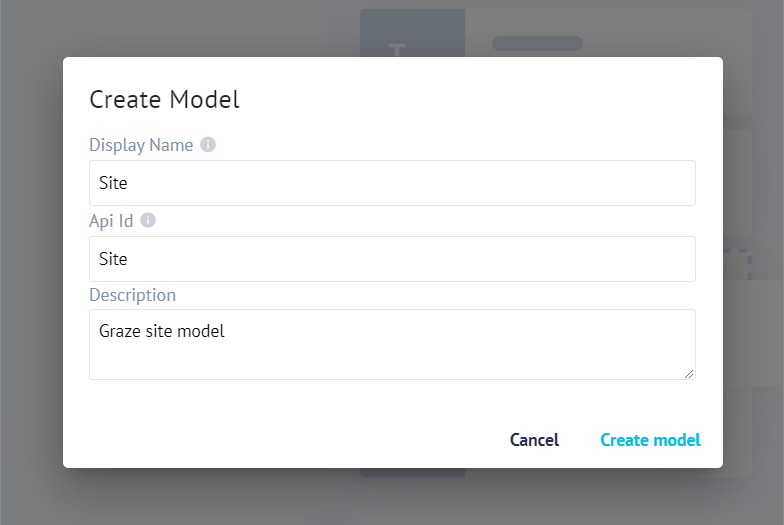 Create Model
Display Name
Site
Api Id
Site
Description
Graze site model
Cancel Create model